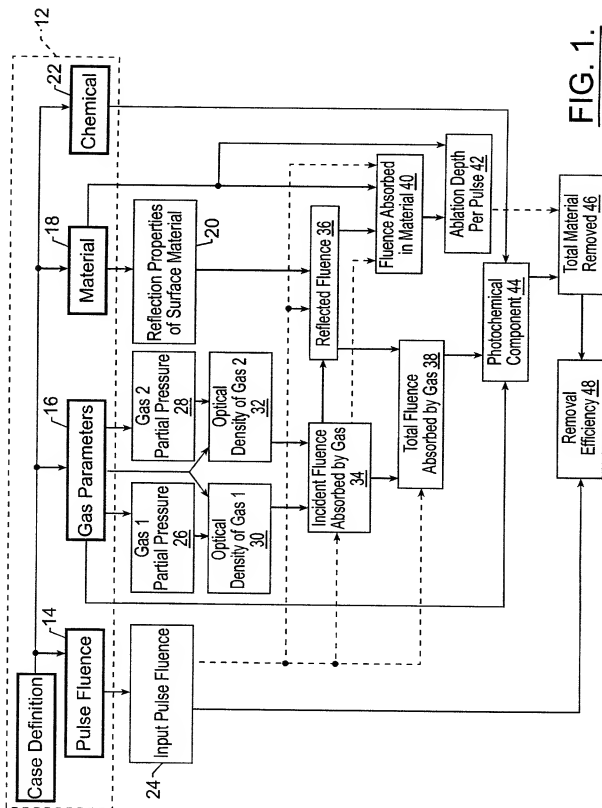 12
Case Definition
14
Pulse Fluence
16
Gas Parameters
18
Material
22
Chemical
24
Input Pulse Fluence
Gas 1
Partial Pressure
26
Gas 2
Partial Pressure
28
Reflection Properties
of Surface Material
20
Optical
Density of Gas 1
30
Optical
Density of Gas 2
32
Incident Fluence
Absorbed by Gas
34
Reflected Fluence 36
Fluence Absorbed
in Material 40
Total Fluence
Absorbed by Gas 38
Ablation Depth
Per Pulse 42
Photochemical
Component 44
Removal
Efficiency 48
Total Material
Removed 46
FIG. 1.